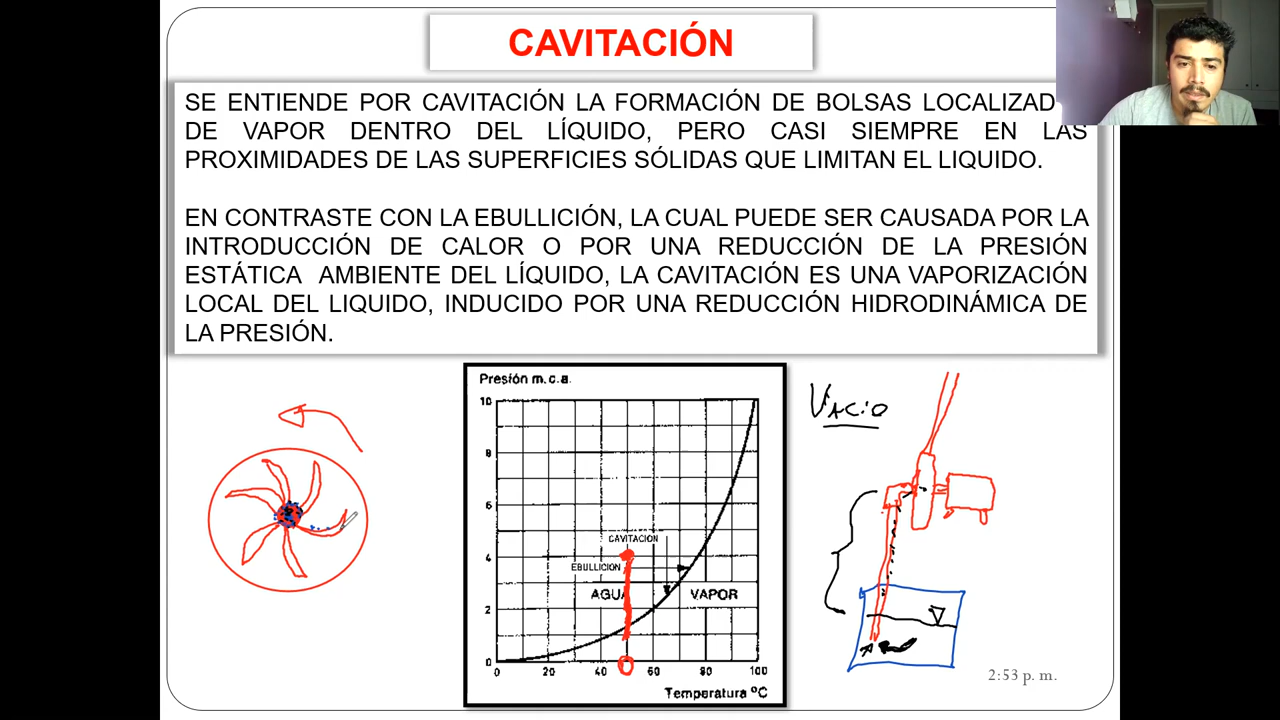 CAVITACIÓN
SE ENTIENDE POR CAVITACIÓN LA FORMACIÓN DE BOLSAS LOCALIZAD
DE VAPOR DENTRO DEL LÍQUIDO, PERO CASI SIEMPRE EN LAS
PROXIMIDADES DE LAS SUPERFICIES SÓLIDAS QUE LIMITAN EL LIQUIDO.
EN CONTRASTE CON LA EBULLICIÓN, LA CUAL PUEDE SER CAUSADA POR LA
INTRODUCCIÓN DE CALOR O POR UNA REDUCCIÓN DE LA PRESIÓN
ESTÁTICA AMBIENTE DEL LÍQUIDO, LA CAVITACIÓN ES UNA VAPORIZACIÓN
LOCAL DEL LIQUIDO, INDUCIDO POR UNA REDUCCIÓN HIDRODINÁMICA DE
LA PRESIÓN.
Presión m.c.a.
10
8
6
4
2
0
CAVITACION
EBULLICION
AGUA
VAPOR
0 20 40 60 80 100
Temperatura ºC
VACIO
2:53 p. m.